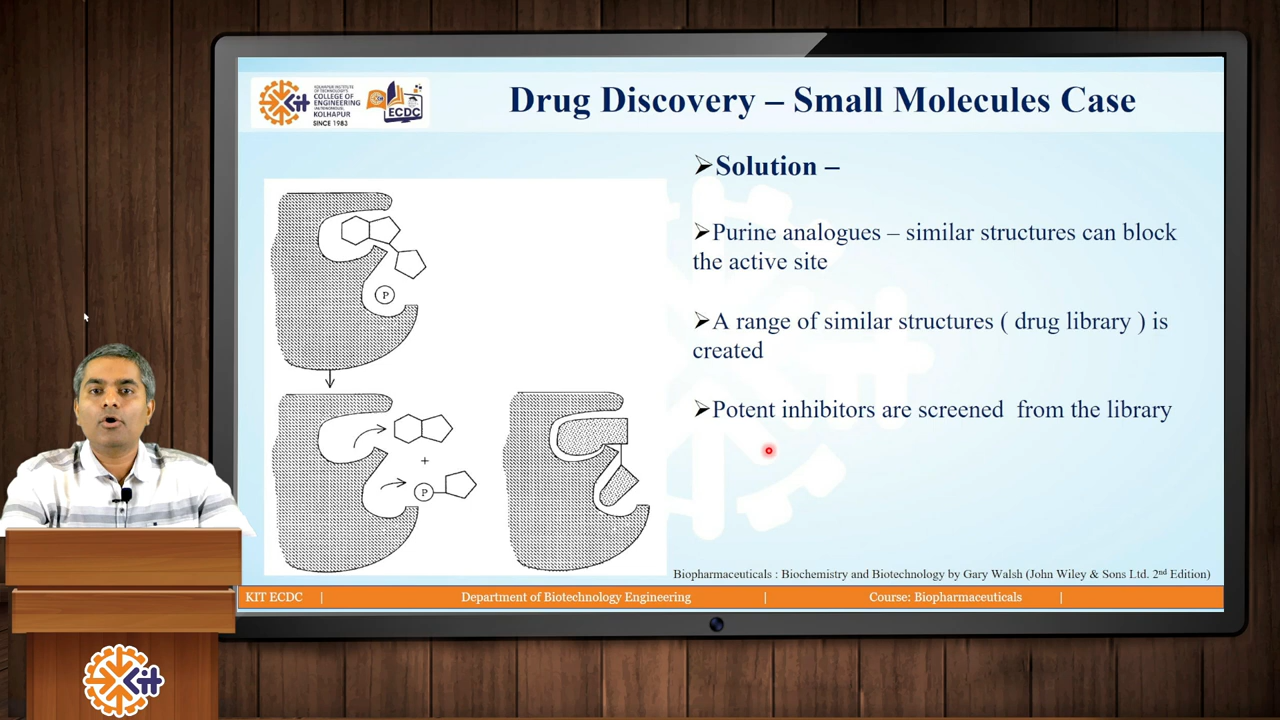 KOLHAPUR INSTITUTE
OF TECHNOLOGY'S
COLLEGE OF
ENGINEERING
(AUTONOMOUS),
KOLHAPUR
SINCE 1983
Kit
ECDC
Drug Discovery – Small Molecules Case
➢Solution –
➢Purine analogues – similar structures can block
the active site
➢A range of similar structures ( drug library ) is
created
➢Potent inhibitors are screened from the library
P
+
P
Biopharmaceuticals : Biochemistry and Biotechnology by Gary Walsh (John Wiley & Sons Ltd. 2nd Edition)
KIT ECDC | Department of Biotechnology Engineering | Course: Biopharmaceuticals |
Kit